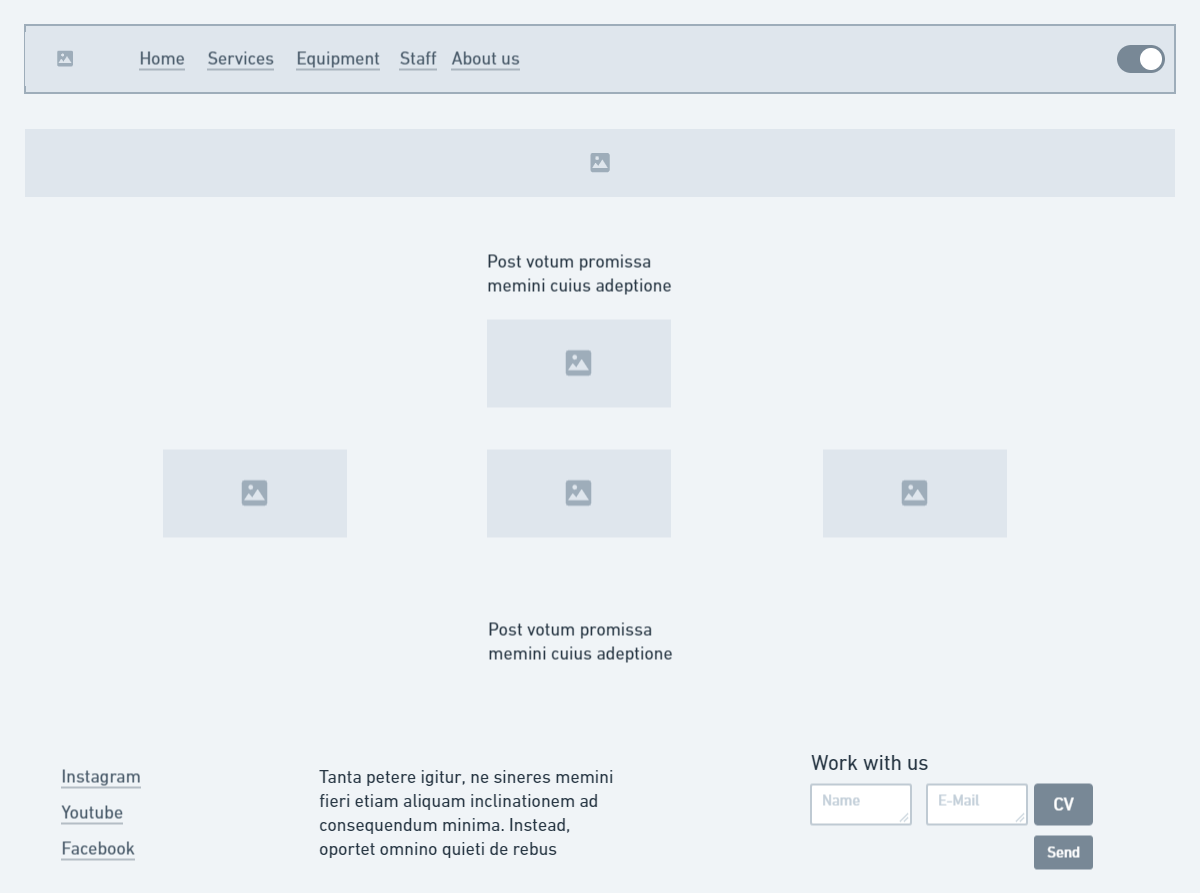 Home Services Equipment Staff About us
Post votum promissa
memini cuius adeptione
Post votum promissa
memini cuius adeptione
Instagram
Youtube
Facebook
Tanta petere igitur, ne sineres memini
fieri etiam aliquam inclinationem ad
consequendum minima. Instead,
oportet omnino quieti de rebus
Work with us
Name E-Mail CV
Send